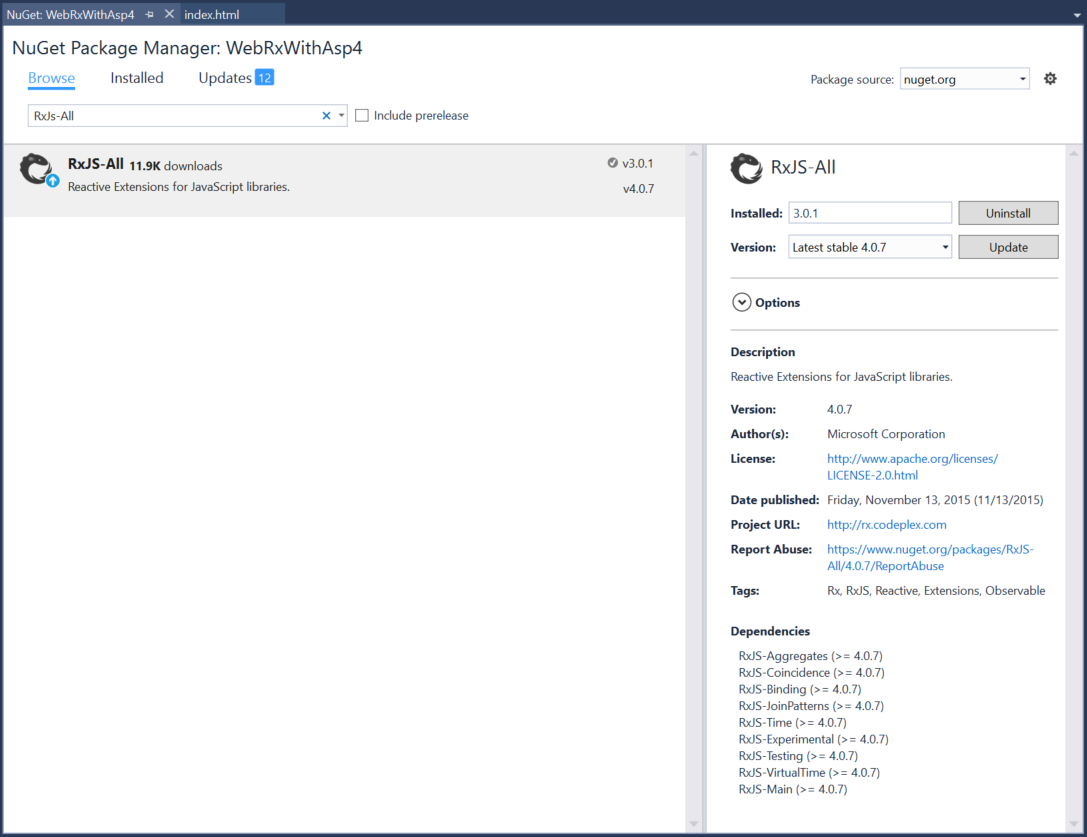 NuGet: WebRxWithAsp4 index.html
NuGet Package Manager: WebRxWithAsp4
Browse Installed Updates 12
Package source: nuget.org
RxJs-All Include prerelease
RxJS-All 11.9K downloads v3.0.1
Reactive Extensions for JavaScript libraries. v4.0.7
RxJS-All
Installed: 3.0.1 Uninstall
Version: Latest stable 4.0.7 Update
Options
Description
Reactive Extensions for JavaScript libraries.
Version: 4.0.7
Author(s): Microsoft Corporation
License: http://www.apache.org/licenses/
LICENSE-2.0.html
Date published: Friday, November 13, 2015 (11/13/2015)
Project URL: http://rx.codeplex.com
Report Abuse: https://www.nuget.org/packages/RxJS-
All/4.0.7/ReportAbuse
Tags: Rx, RxJS, Reactive, Extensions, Observable
Dependencies
RxJS-Aggregates (>= 4.0.7)
RxJS-Coincidence (>= 4.0.7)
RxJS-Binding (>= 4.0.7)
RxJS-JoinPatterns (>= 4.0.7)
RxJS-Time (>= 4.0.7)
RxJS-Experimental (>= 4.0.7)
RxJS-Testing (>= 4.0.7)
RxJS-VirtualTime (>= 4.0.7)
RxJS-Main (>= 4.0.7)